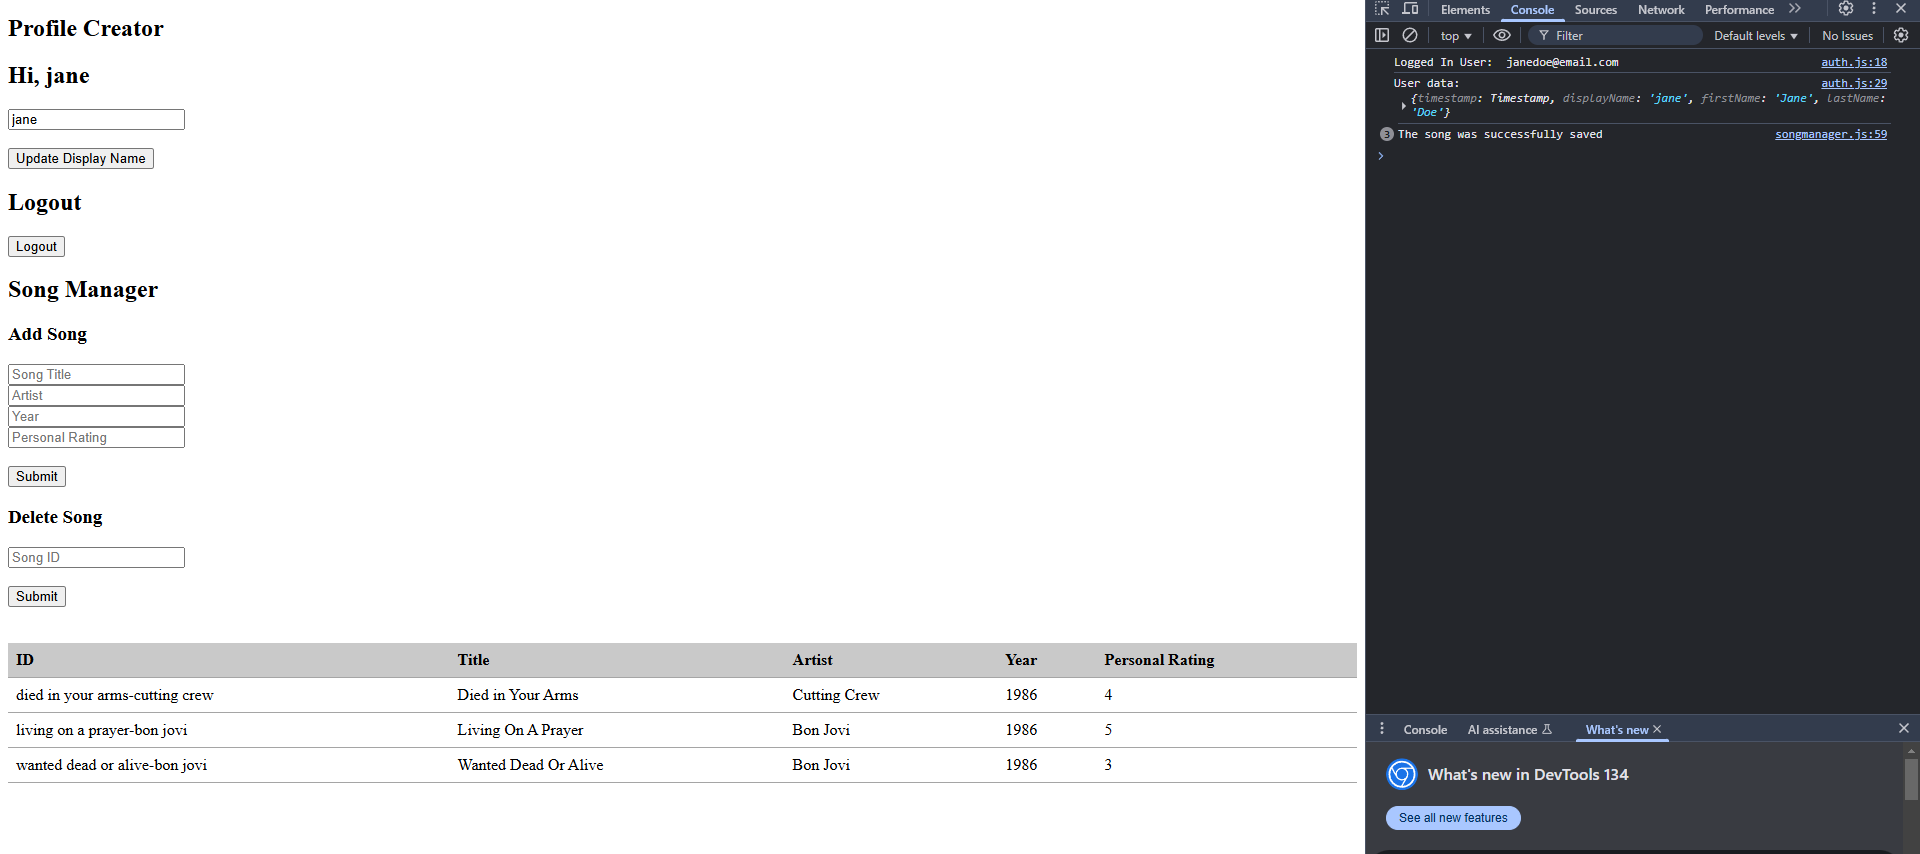 Profile Creator
Hi, jane
jane
Update Display Name
Logout
Logout
Song Manager
Add Song
Song Title
Artist
Year
Personal Rating
Submit
Delete Song
Song ID
Submit
ID Title Artist Year Personal Rating
died in your arms-cutting crew Died in Your Arms Cutting Crew 1986 4
living on a prayer-bon jovi Living On A Prayer Bon Jovi 1986 5
wanted dead or alive-bon jovi Wanted Dead Or Alive Bon Jovi 1986 3
Elements Console Sources Network Performance
top Filter Default levels No Issues
Logged In User: janedoe@email.com auth.js:18
User data: auth.js:29
{timestamp: Timestamp, displayName: 'jane', firstName: 'Jane', lastName:
'Doe'}
3 The song was successfully saved songmanager.js:59
Console AI assistance What's new
What's new in DevTools 134
See all new features